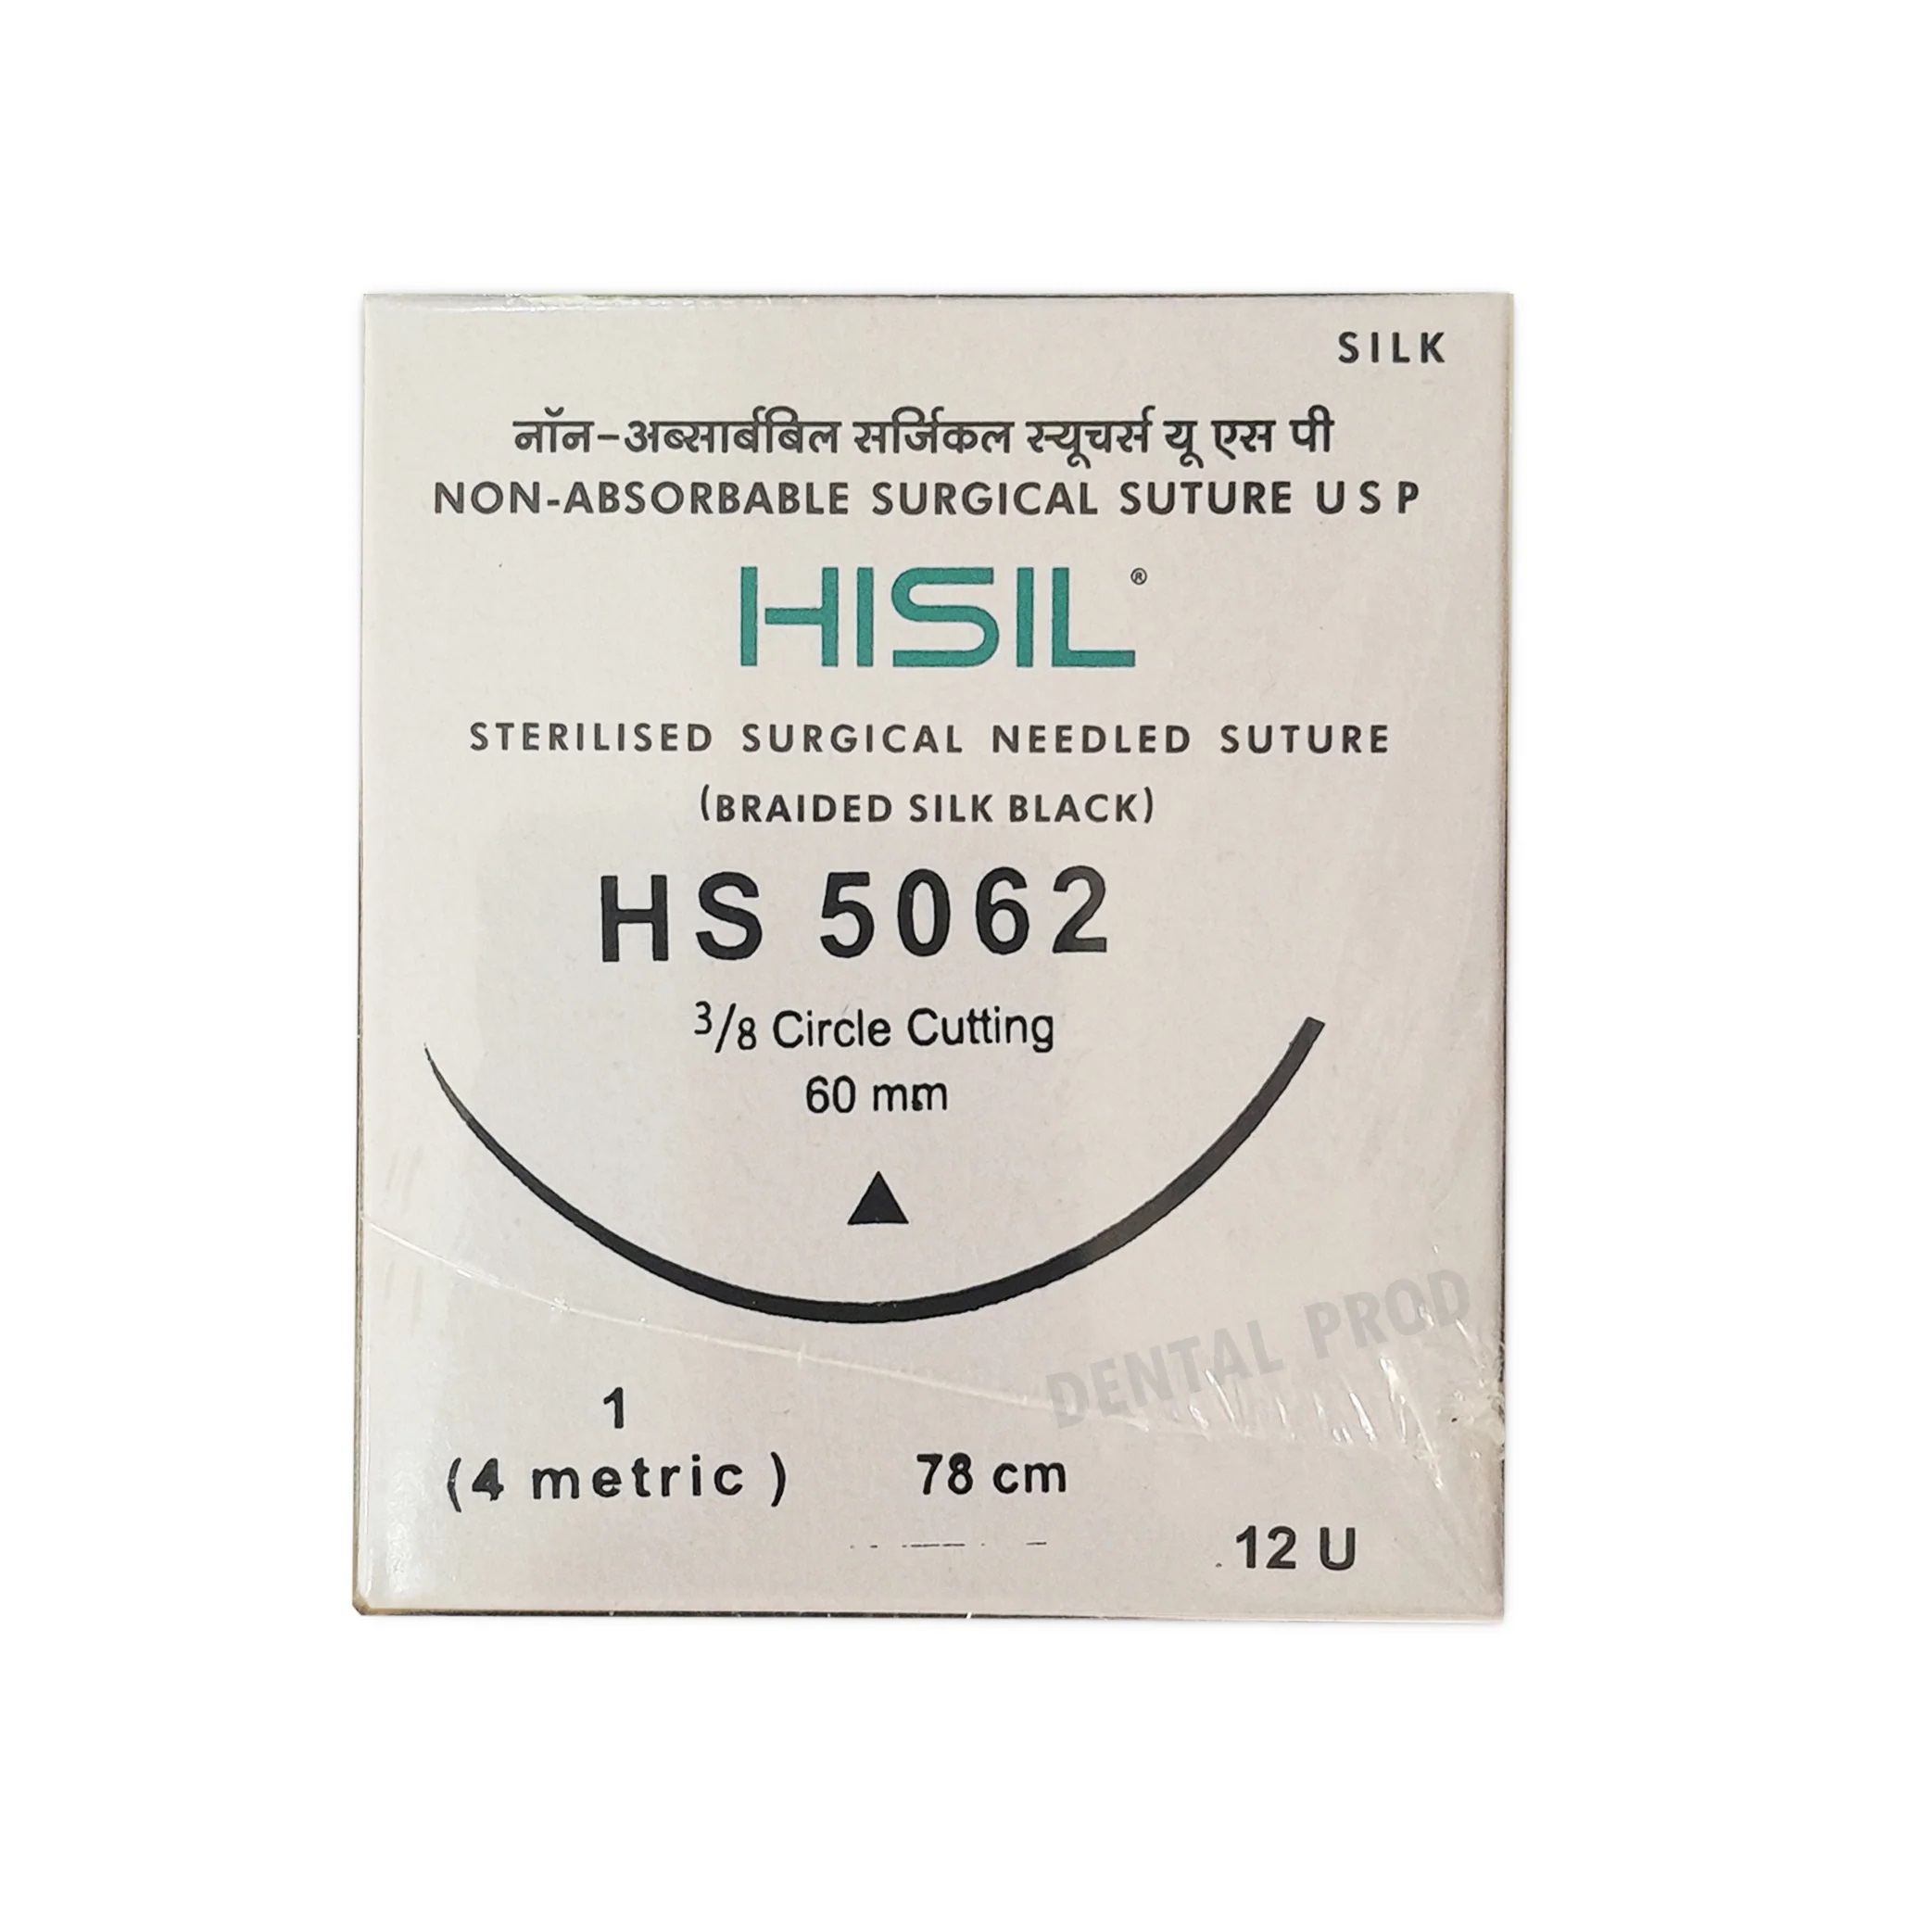 SILK
नॉन-अब्सार्बबिल सर्जिकल स्यूचर्स यू एस पी
NON-ABSORBABLE SURGICAL SUTURE U S P
HISIL®
STERILISED SURGICAL NEEDLED SUTURE
(BRAIDED SILK BLACK)
HS 5062
3/8 Circle Cutting
60 mm
DENTAL PROD
1
(4 metric) 78 cm
12 U